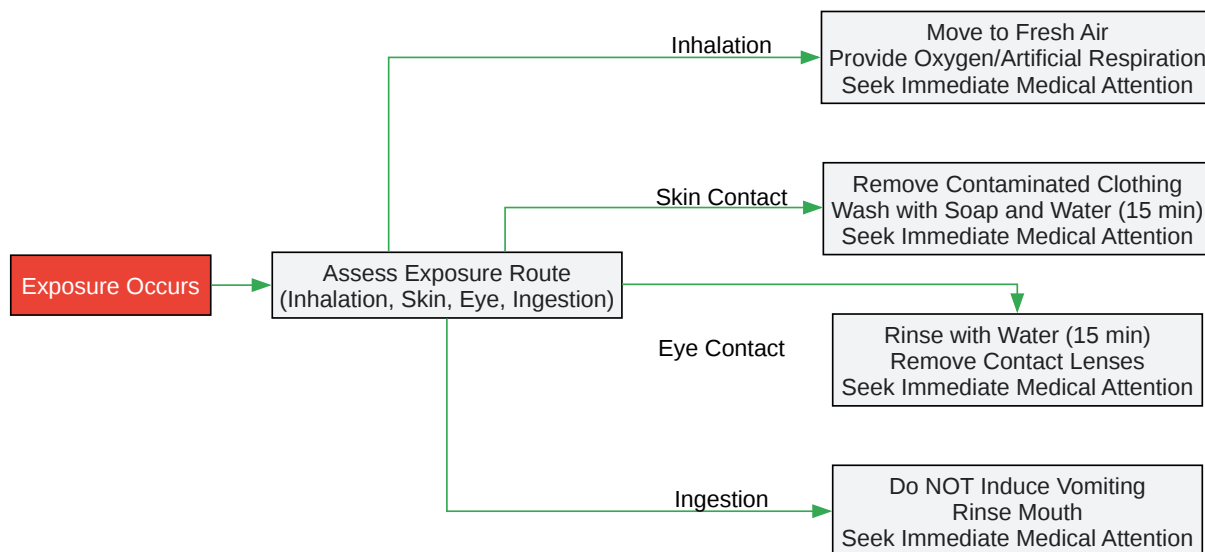 Inhalation
Move to Fresh Air
Provide Oxygen/Artificial Respiration
Seek Immediate Medical Attention
Skin Contact
Remove Contaminated Clothing
Wash with Soap and Water (15 min)
Seek Immediate Medical Attention
Exposure Occurs
Assess Exposure Route
(Inhalation, Skin, Eye, Ingestion)
Eye Contact
Rinse with Water (15 min)
Remove Contact Lenses
Seek Immediate Medical Attention
Ingestion
Do NOT Induce Vomiting
Rinse Mouth
Seek Immediate Medical Attention